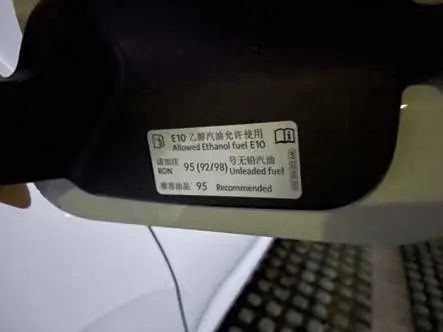 E10 乙醇汽油允许使用
Allowed Ethanol fuel E10
请加注 95 (92/98) 号无铅汽油
RON Unleaded fuel
推荐油品 95 Recommended